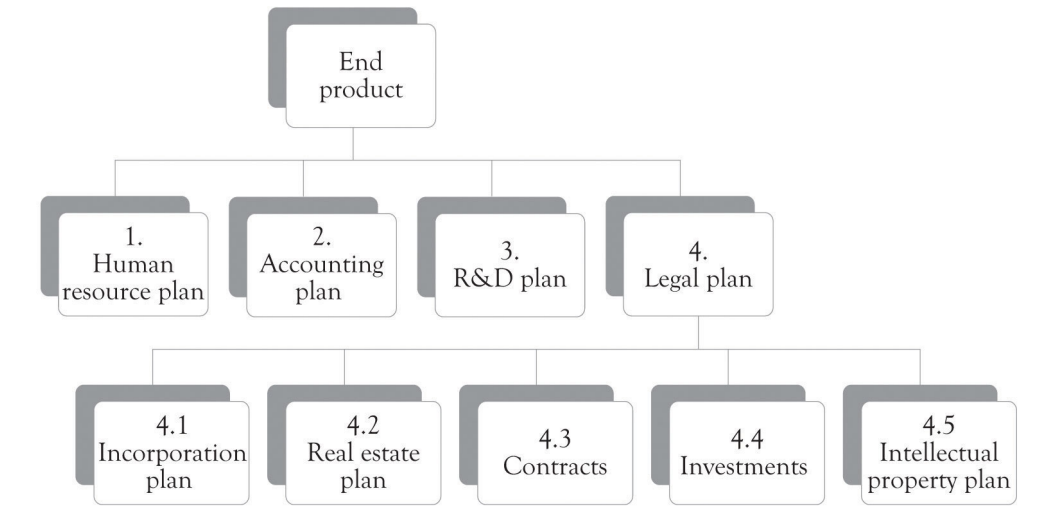 End
product
1.
Human
resource plan
2.
Accounting
plan
3.
R&D plan
4.
Legal plan
4.1
Incorporation
plan
4.2
Real estate
plan
4.3
Contracts
4.4
Investments
4.5
Intellectual
property plan